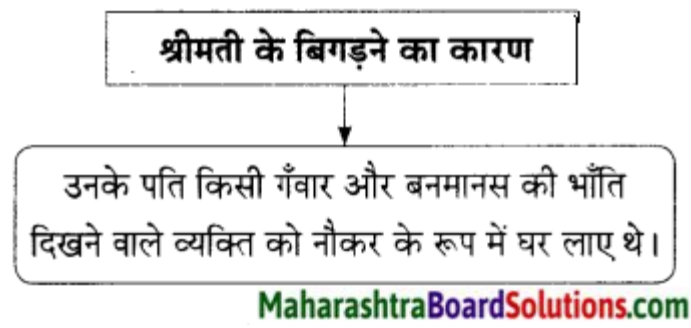 श्रीमती के बिगड़ने का कारण
उनके पति किसी गँवार और बनमानस की भाँति
दिखने वाले व्यक्ति को नौकर के रूप में घर लाए थे।
MaharashtraBoardSolutions.com